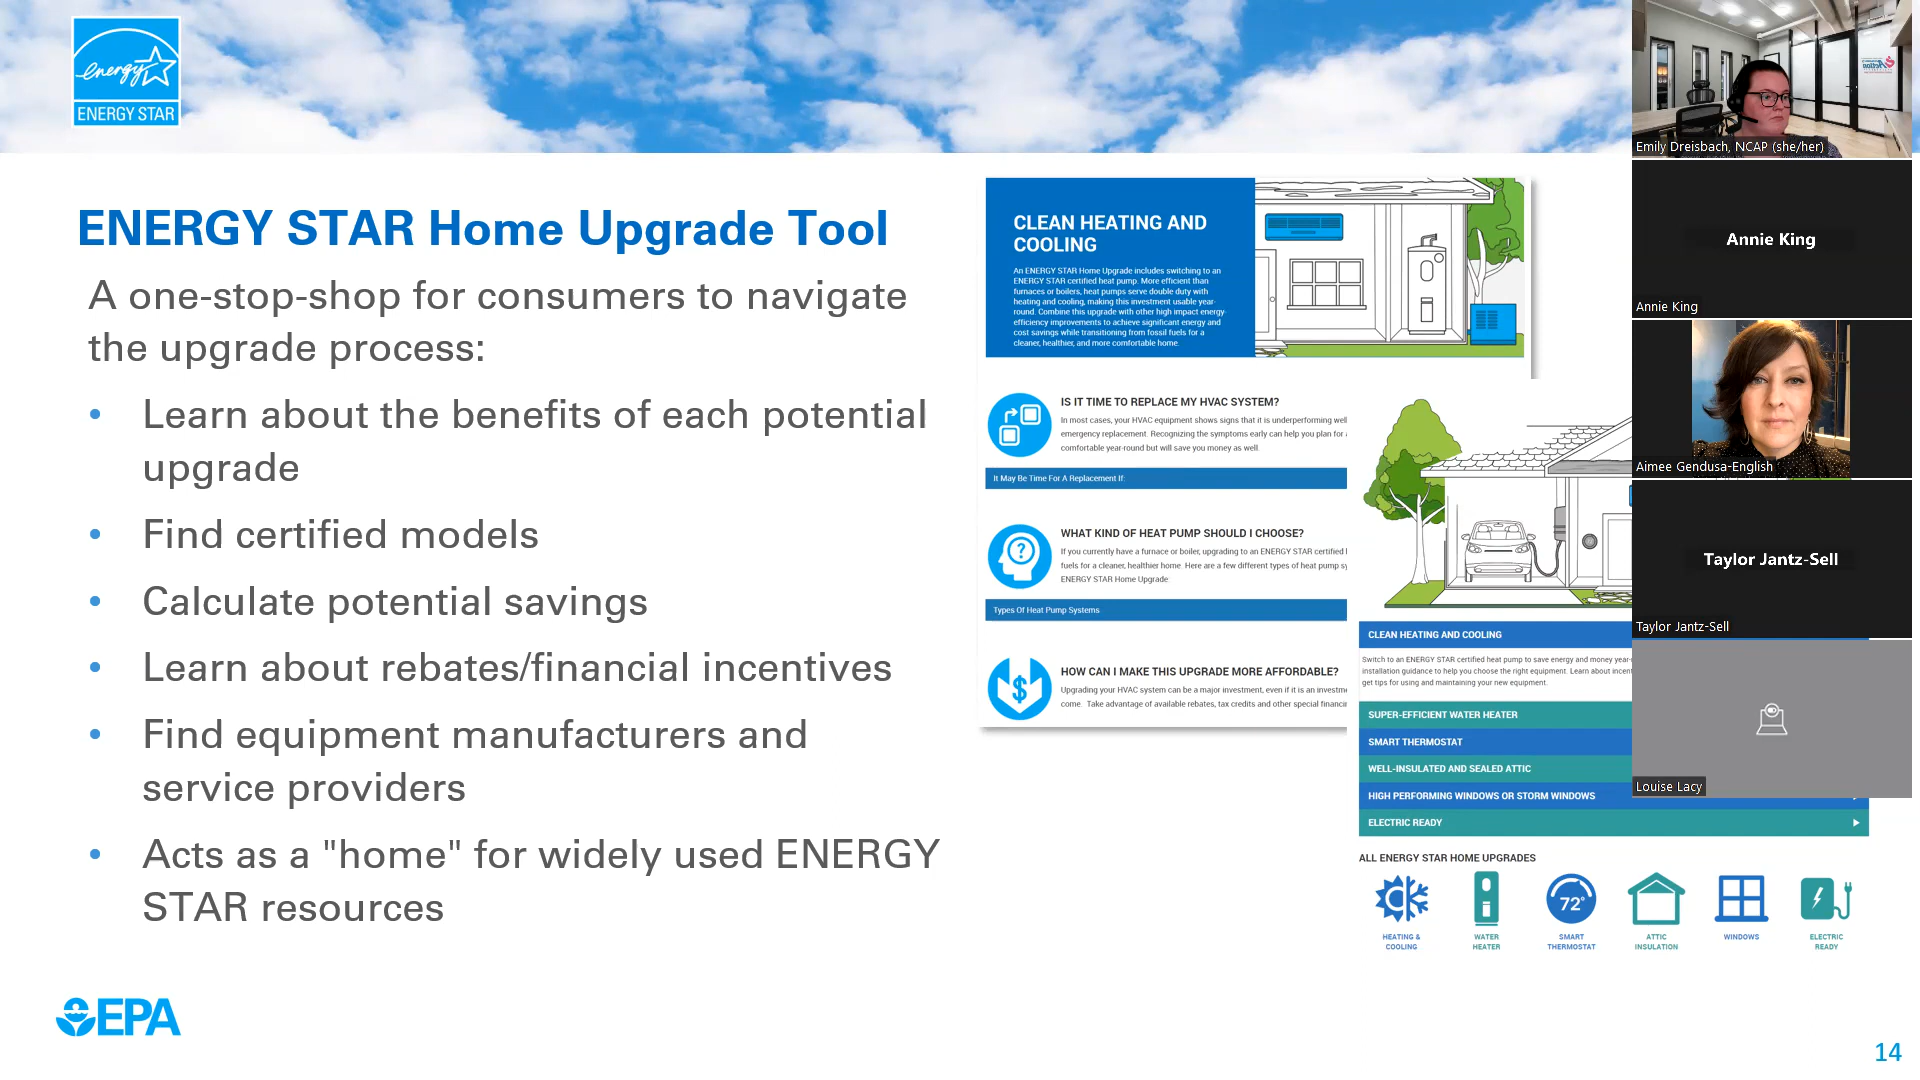 energy
ENERGY STAR
ENERGY STAR Home Upgrade Tool
A one-stop-shop for consumers to navigate
the upgrade process:
• Learn about the benefits of each potential
upgrade
• Find certified models
• Calculate potential savings
• Learn about rebates/financial incentives
• Find equipment manufacturers and
service providers
• Acts as a "home" for widely used ENERGY
STAR resources
EPA
CLEAN HEATING AND
COOLING
An ENERGY STAR Home Upgrade includes switching to an
ENERGY STAR certified heat pump. More efficient than
furnaces or boilers, heat pumps serve double duty with
heating and cooling, making this investment usable year-
round. Combine this upgrade with other high impact energy-
efficiency improvements to achieve significant energy and
cost savings while transitioning from fossil fuels for a
cleaner, healthier, and more comfortable home.
IS IT TIME TO REPLACE MY HVAC SYSTEM?
In most cases, your HVAC equipment shows signs that it is underperforming well
emergency replacement. Recognizing the symptoms early can help you plan for
comfortable year-round but will save you money as well.
It May Be Time For A Replacement If:
WHAT KIND OF HEAT PUMP SHOULD I CHOOSE?
If you currently have a furnace or boiler, upgrading to an ENERGY STAR certified
fuels for a cleaner, healthier home. Here are a few different types of heat pump
ENERGY STAR Home Upgrade:
Types Of Heat Pump Systems
HOW CAN I MAKE THIS UPGRADE MORE AFFORDABLE?
Upgrading your HVAC system can be a major investment, even if it is an
come. Take advantage of available rebates, tax credits and other special
CLEAN HEATING AND COOLING
Switch to an ENERGY STAR certified heat pump to save energy and money
installation guidance to help you choose the right equipment. Learn about
get tips for using and maintaining your new equipment.
SUPER-EFFICIENT WATER HEATER
SMART THERMOSTAT
WELL-INSULATED AND SEALED ATTIC
HIGH PERFORMING WINDOWS OR STORM WINDOWS
ELECTRIC READY
ALL ENERGY STAR HOME UPGRADES
72°
HEATING &
COOLING
WATER
HEATER
SMART
THERMOSTAT
ATTIC
INSULATION
WINDOWS
ELECTRIC
READY
Emily Dreisbach, NCAP (she/her)
Annie King
Annie King
Aimee Gendusa-English
Taylor Jantz-Sell
Taylor Jantz-Sell
Louise Lacy
14